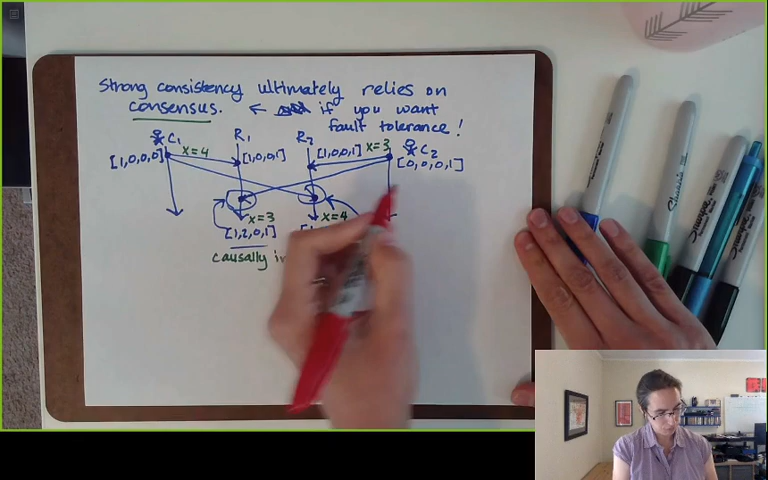 Strong consistency ultimately relies on
consensus. ← if you want
fault tolerance!
C1 R1 R2 C2
x=4 x=3
[1,0,0,0] [1,0,0,1] [1,0,0,1] [0,0,0,1]
x=3 x=4
[1,2,0,1]
causally
Sharpie